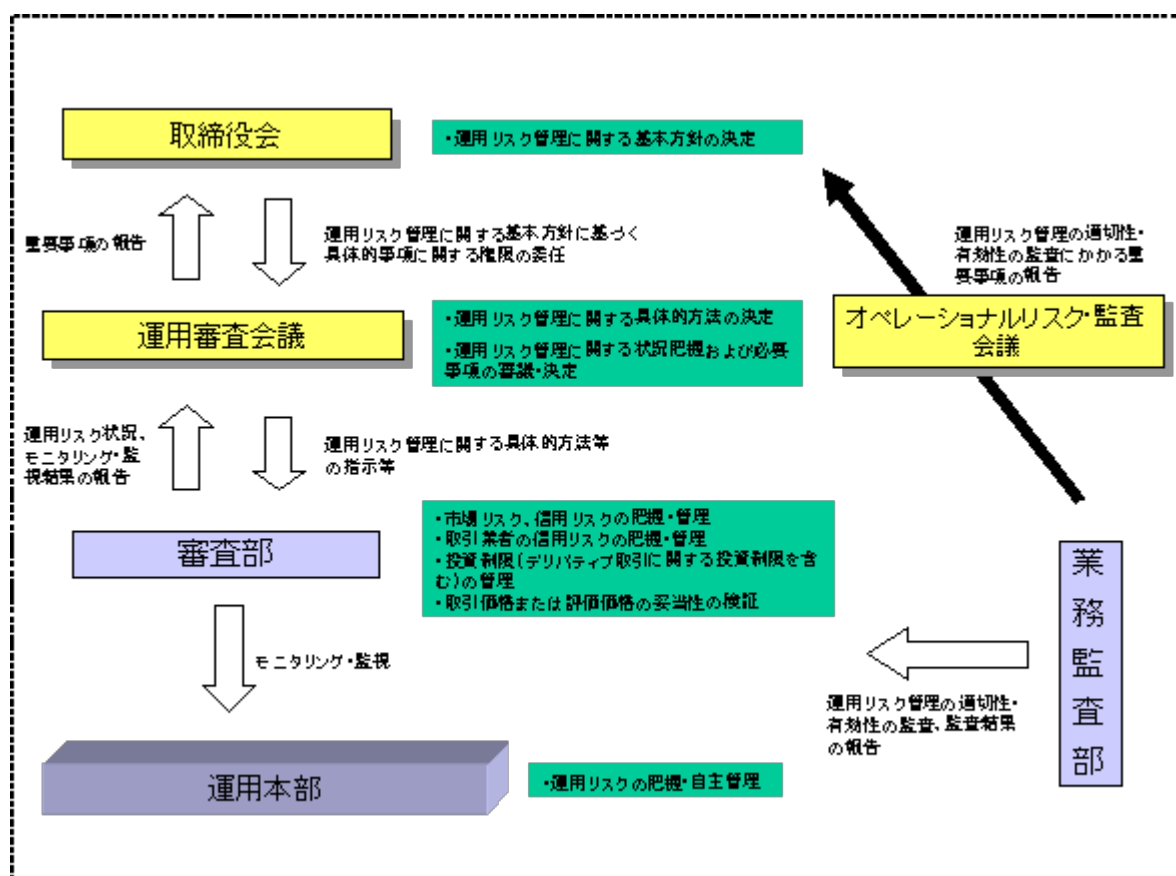 取締役会
・運用リスク管理に関する基本方針の決定
重要事項の報告
運用リスク管理に関する基本方針に基づく
具体的事項に関する権限の委任
運用リスク管理の適切性・
有効性の監査にかかる重
要事項の報告
運用審査会議
・運用リスク管理に関する具体的方法の決定
・運用リスク管理に関する状況把握および必要
事項の審議・決定
オペレーショナルリスク・監査
会議
運用リスク状況、
モニタリング・監
視結果の報告
運用リスク管理に関する具体的方法等
の指示等
審査部
・市場リスク、信用リスクの把握・管理
・取引業者の信用リスクの把握・管理
・投資制限(デリバティブ取引に関する投資制限を含
む)の管理
・取引価格または評価価格の妥当性の検証
業務監査部
モニタリング・監視
運用リスク管理の適切性・
有効性の監査、監査結果
の報告
運用本部
・運用リスクの把握・自主管理